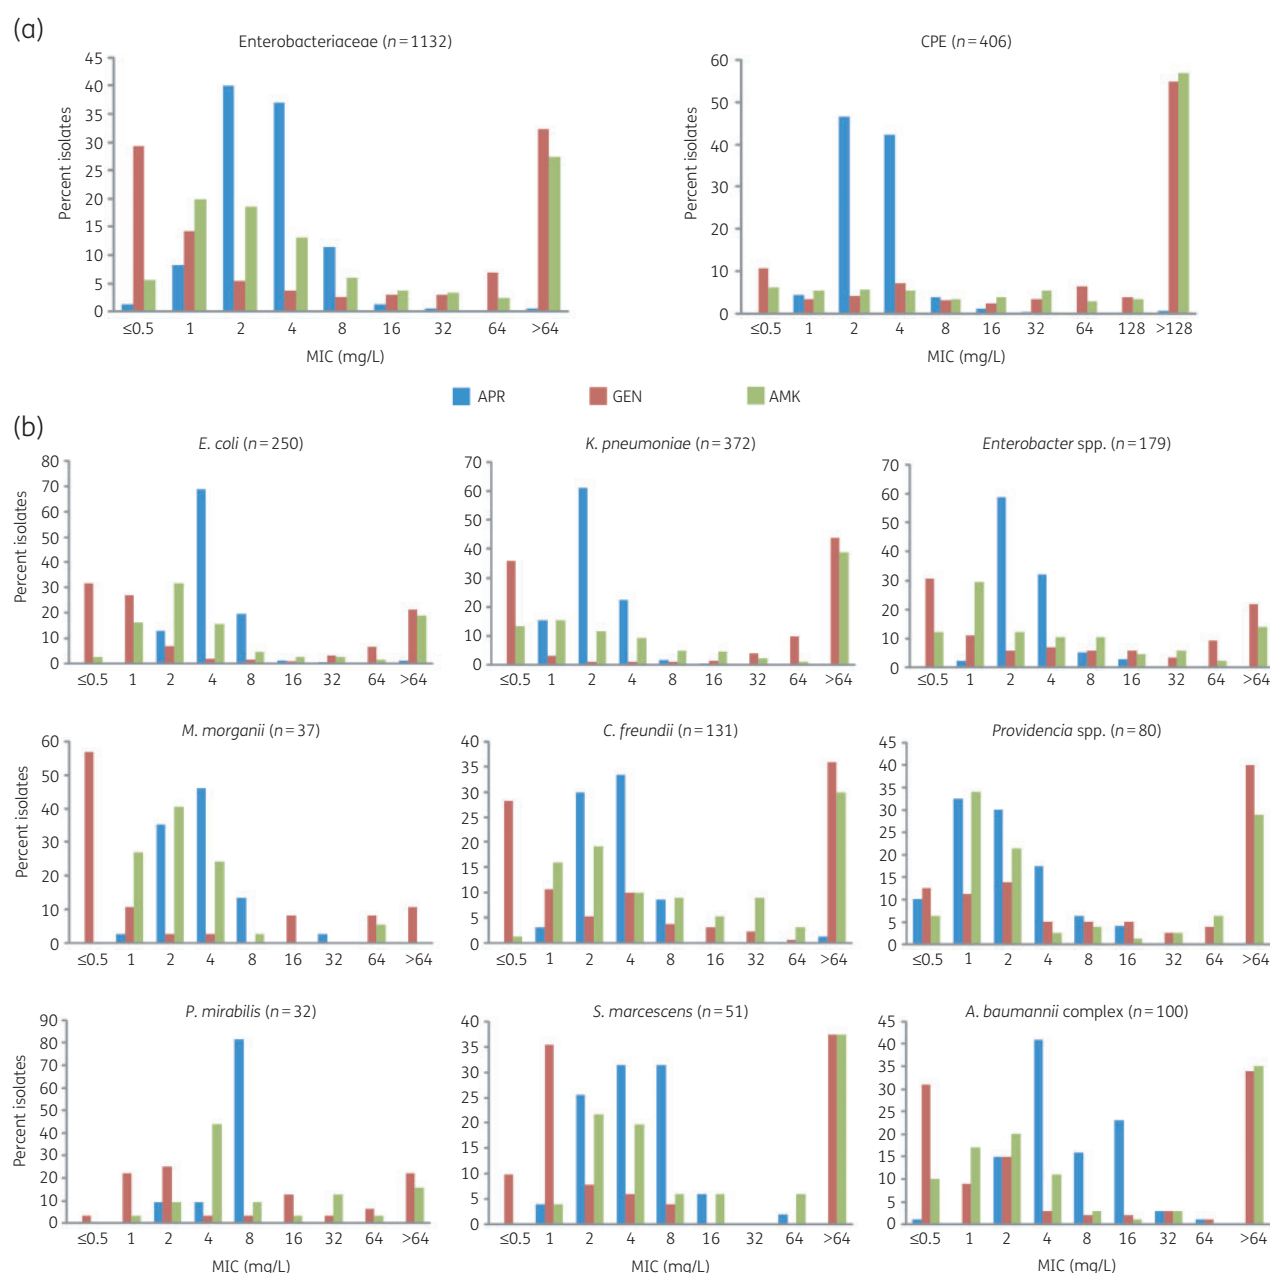 (a)
Enterobacteriaceae (n=1132)
45
40
35
30
25
20
15
10
5
0
Percent isolates
≤0.5 1 2 4 8 16 32 64 >64
MIC (mg/L)
CPE (n=406)
60
50
40
30
20
10
0
Percent isolates
≤0.5 1 2 4 8 16 32 64 128 >128
MIC (mg/L)
APR GEN AMK
(b)
E. coli (n=250)
80
70
60
50
40
30
20
10
0
Percent isolates
≤0.5 1 2 4 8 16 32 64 >64
K. pneumoniae (n=372)
70
60
50
40
30
20
10
0
≤0.5 1 2 4 8 16 32 64 >64
Enterobacter spp. (n=179)
70
60
50
40
30
20
10
0
≤0.5 1 2 4 8 16 32 64 >64
M. morganii (n=37)
60
50
40
30
20
10
0
Percent isolates
≤0.5 1 2 4 8 16 32 64 >64
C. freundii (n=131)
40
35
30
25
20
15
10
5
0
≤0.5 1 2 4 8 16 32 64 >64
Providencia spp. (n=80)
45
40
35
30
25
20
15
10
5
0
≤0.5 1 2 4 8 16 32 64 >64
P. mirabilis (n=32)
90
80
70
60
50
40
30
20
10
0
Percent isolates
≤0.5 1 2 4 8 16 32 64 >64
MIC (mg/L)
S. marcescens (n=51)
40
35
30
25
20
15
10
5
0
≤0.5 1 2 4 8 16 32 64 >64
MIC (mg/L)
A. baumannii complex (n=100)
45
40
35
30
25
20
15
10
5
0
≤0.5 1 2 4 8 16 32 64 >64
MIC (mg/L)